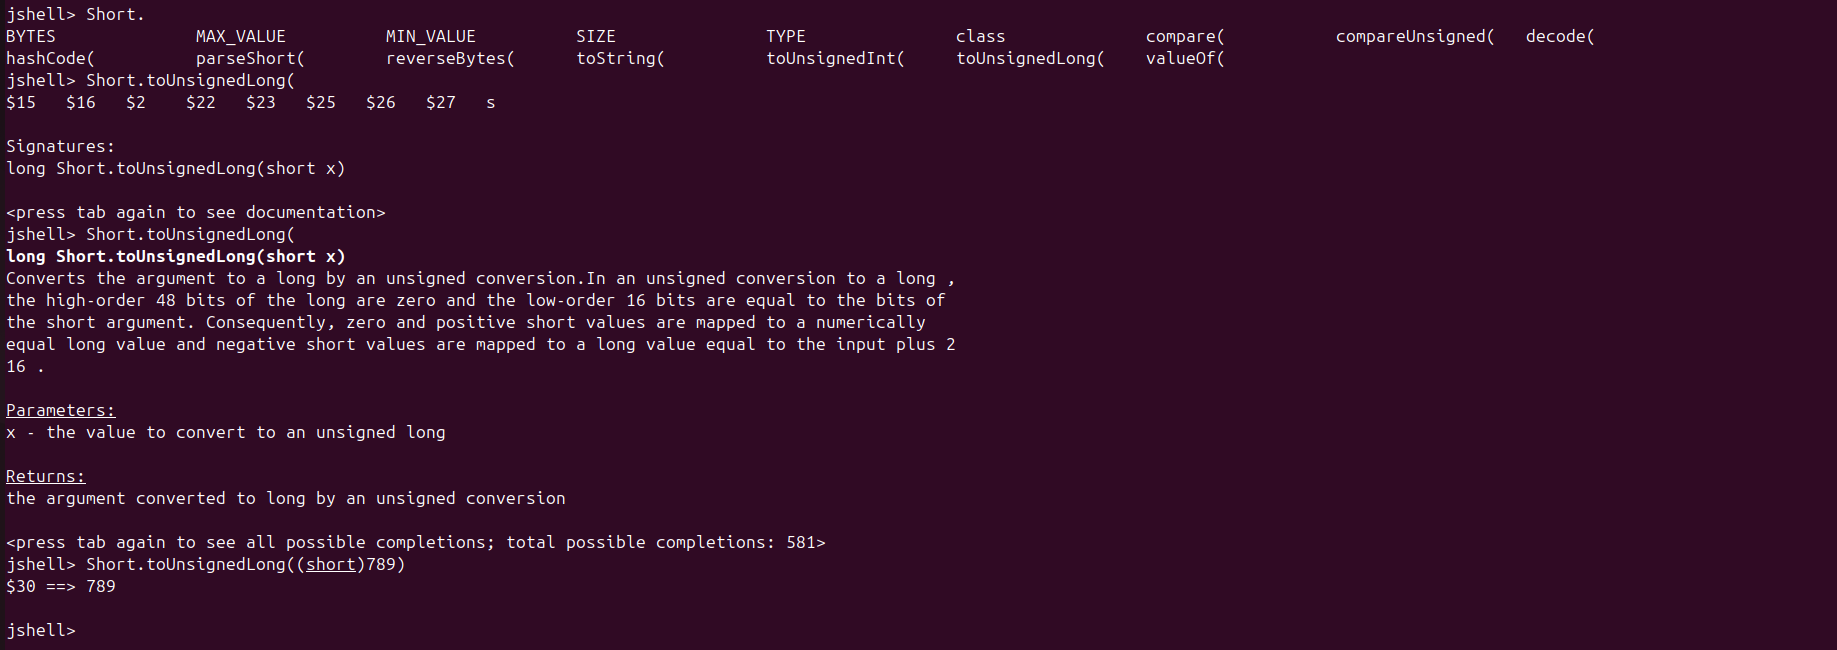 jshell> Short.
BYTES MAX_VALUE MIN_VALUE SIZE TYPE class compare( compareUnsigned( decode(
hashCode( parseShort( reverseBytes( toString( toUnsignedInt( toUnsignedLong( valueOf(
jshell> Short.toUnsignedLong(
$15 $16 $2 $22 $23 $25 $26 $27 s
Signatures:
long Short.toUnsignedLong(short x)
<press tab again to see documentation>
jshell> Short.toUnsignedLong(
long Short.toUnsignedLong(short x)
Converts the argument to a long by an unsigned conversion.In an unsigned conversion to a long ,
the high-order 48 bits of the long are zero and the low-order 16 bits are equal to the bits of
the short argument. Consequently, zero and positive short values are mapped to a numerically
equal long value and negative short values are mapped to a long value equal to the input plus 2
16 .
Parameters:
x - the value to convert to an unsigned long
Returns:
the argument converted to long by an unsigned conversion
<press tab again to see all possible completions; total possible completions: 581>
jshell> Short.toUnsignedLong((short)789)
$30 ==> 789
jshell>